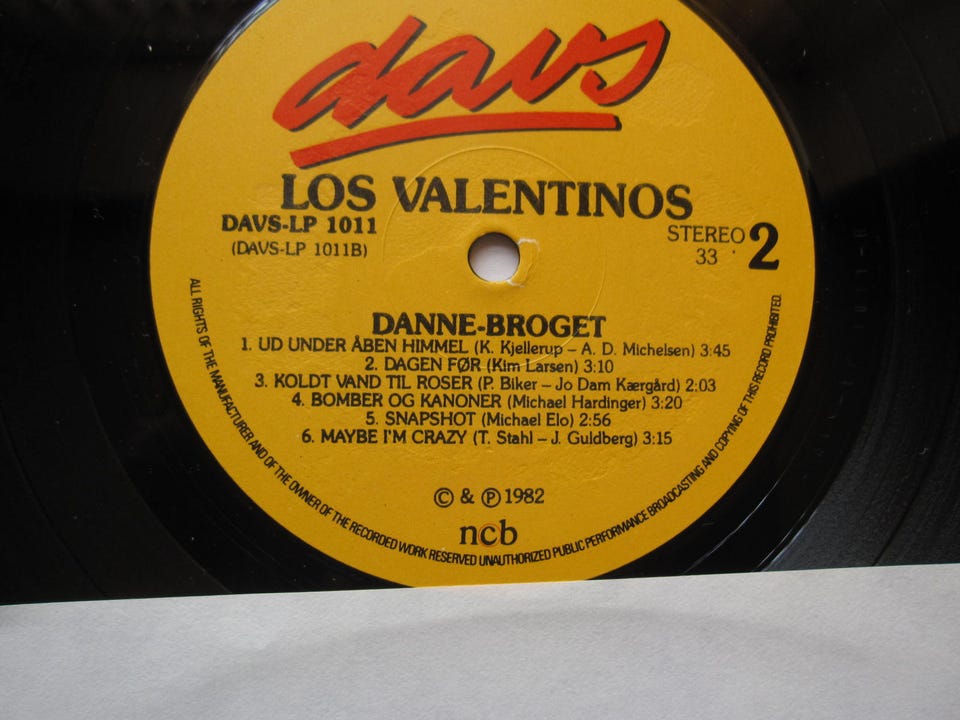 davs
LOS VALENTINOS
DAVS-LP 1011
(DAVS-LP 1011B)
STEREO 2
33
DANNE-BROGET
1. UD UNDER ÅBEN HIMMEL (K. Kjellerup – A. D. Michelsen) 3:45
2. DAGEN FØR (Kim Larsen) 3:10
3. KOLDT VAND TIL ROSER (P. Biker – Jo Dam Kærgård) 2:03
4. BOMBER OG KANONER (Michael Hardinger) 3:20
5. SNAPSHOT (Michael Elo) 2:56
6. MAYBE I'M CRAZY (T. Stahl – J. Guldberg) 3:15
© & ℗ 1982
ncb
ALL RIGHTS OF THE MANUFACTURER AND OF THE OWNER OF THE RECORDED WORK RESERVED UNAUTHORIZED PUBLIC PERFORMANCE BROADCASTING AND COPYING OF THIS RECORD PROHIBITED.